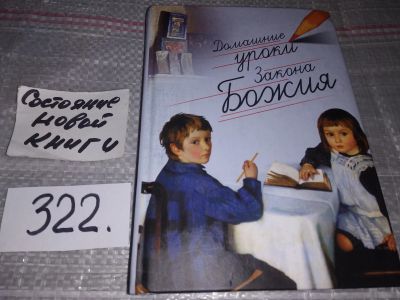 Домашние
уроки
Закона
Божия
Состояние
новой
книги
322.